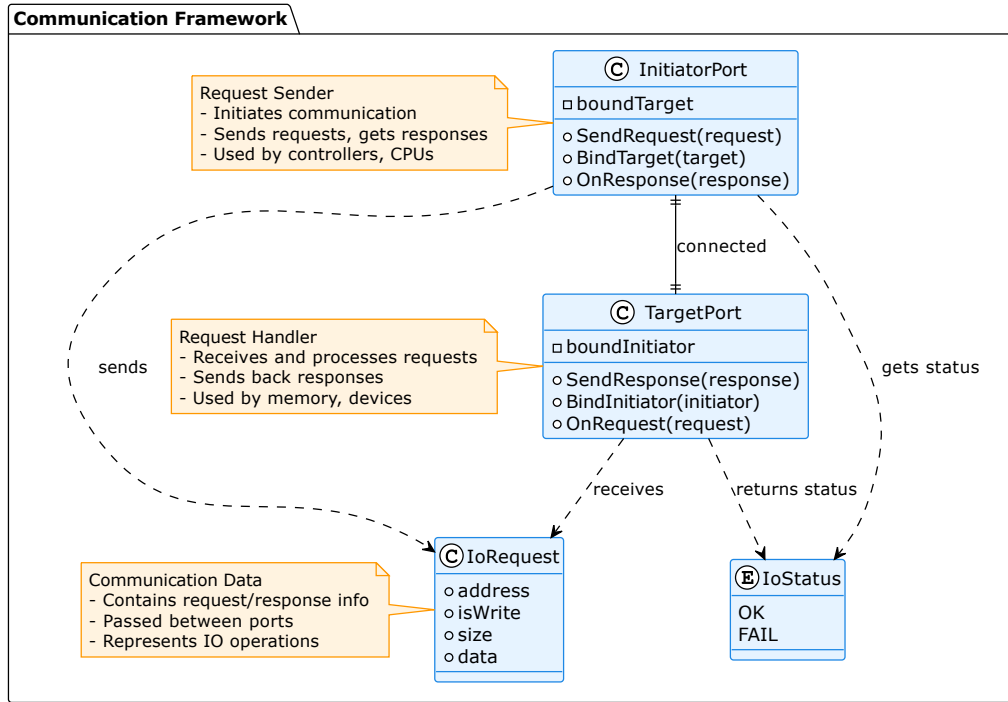 Communication Framework
C InitiatorPort
boundTarget
SendRequest(request)
BindTarget(target)
OnResponse(response)
Request Sender
- Initiates communication
- Sends requests, gets responses
- Used by controllers, CPUs
connected
C TargetPort
boundInitiator
SendResponse(response)
BindInitiator(initiator)
OnRequest(request)
Request Handler
- Receives and processes requests
- Sends back responses
- Used by memory, devices
sends
gets status
receives
returns status
C IoRequest
address
isWrite
size
data
Communication Data
- Contains request/response info
- Passed between ports
- Represents IO operations
E IoStatus
OK
FAIL